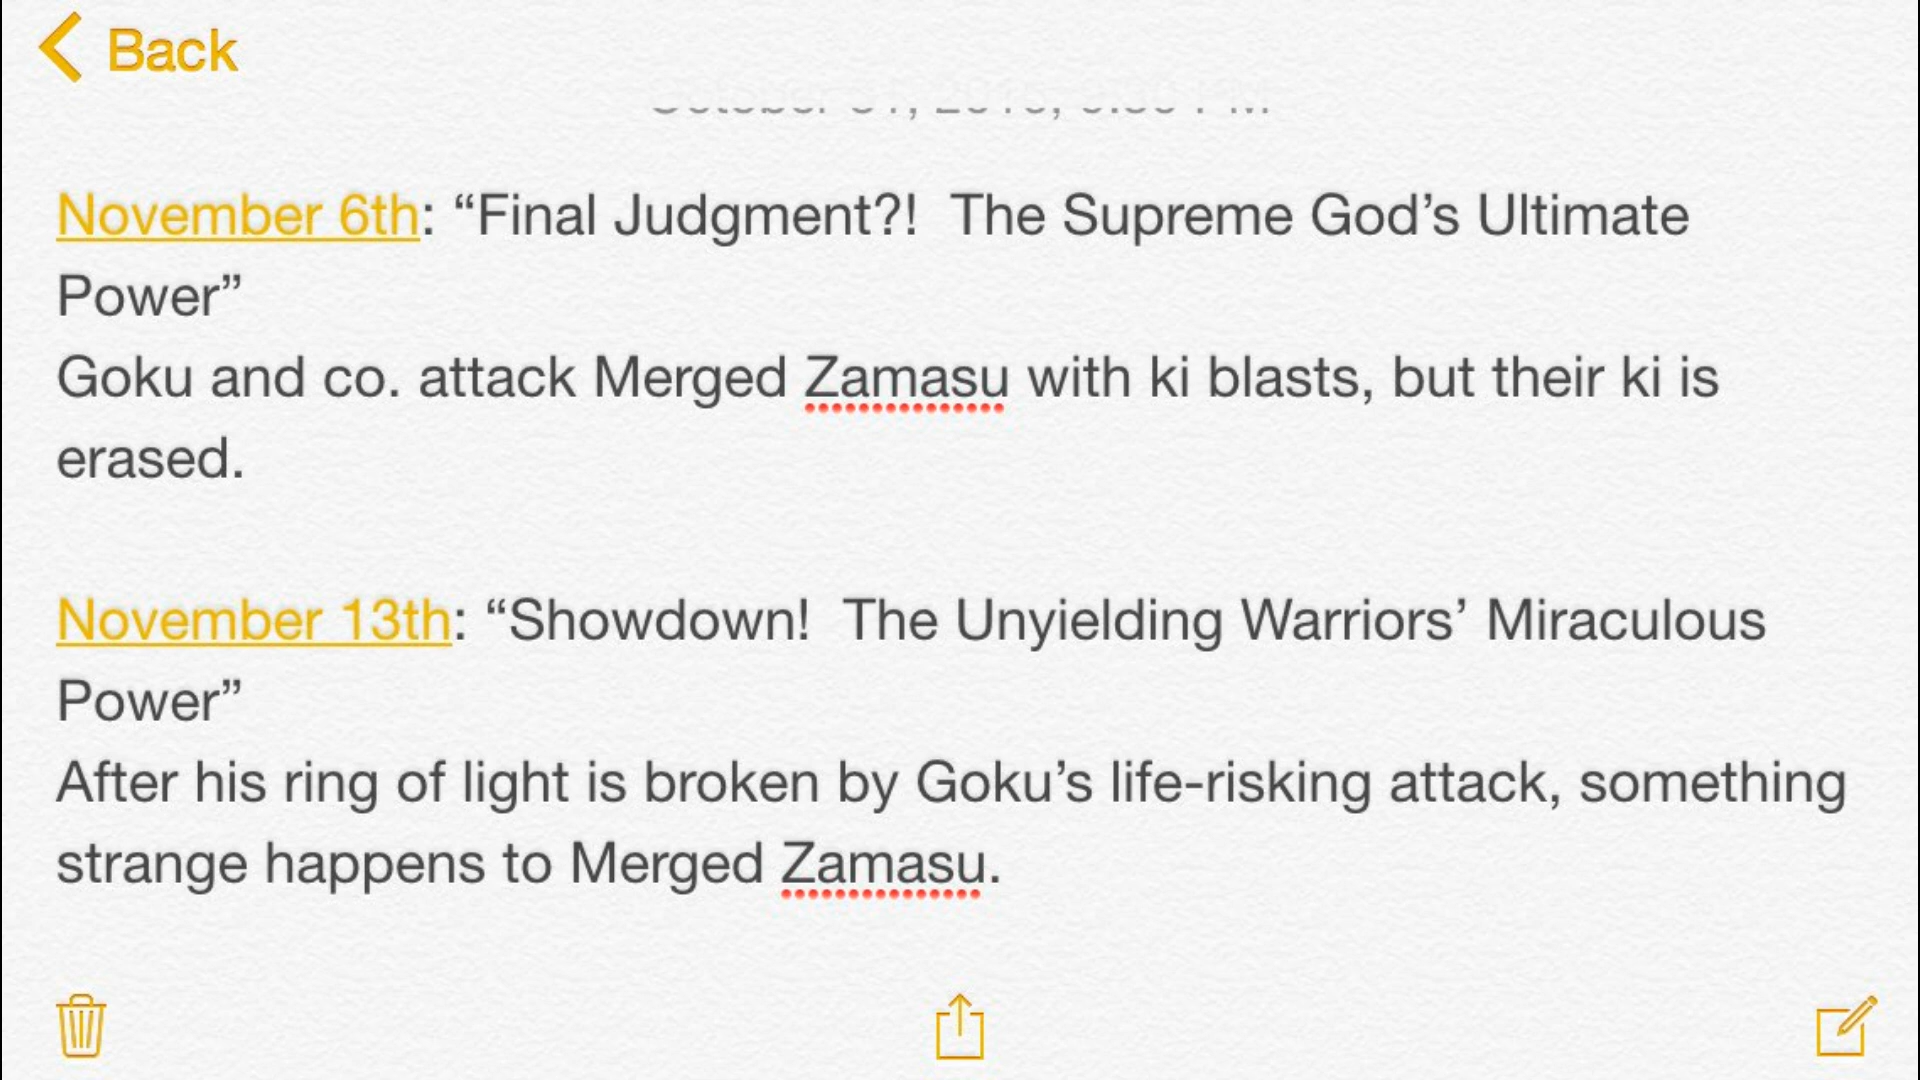 Back
November 6th: “Final Judgment?!  The Supreme God’s Ultimate
Power”
Goku and co. attack Merged Zamasu with ki blasts, but their ki is
erased.
November 13th: “Showdown!  The Unyielding Warriors’ Miraculous
Power”
After his ring of light is broken by Goku’s life-risking attack, something
strange happens to Merged Zamasu.